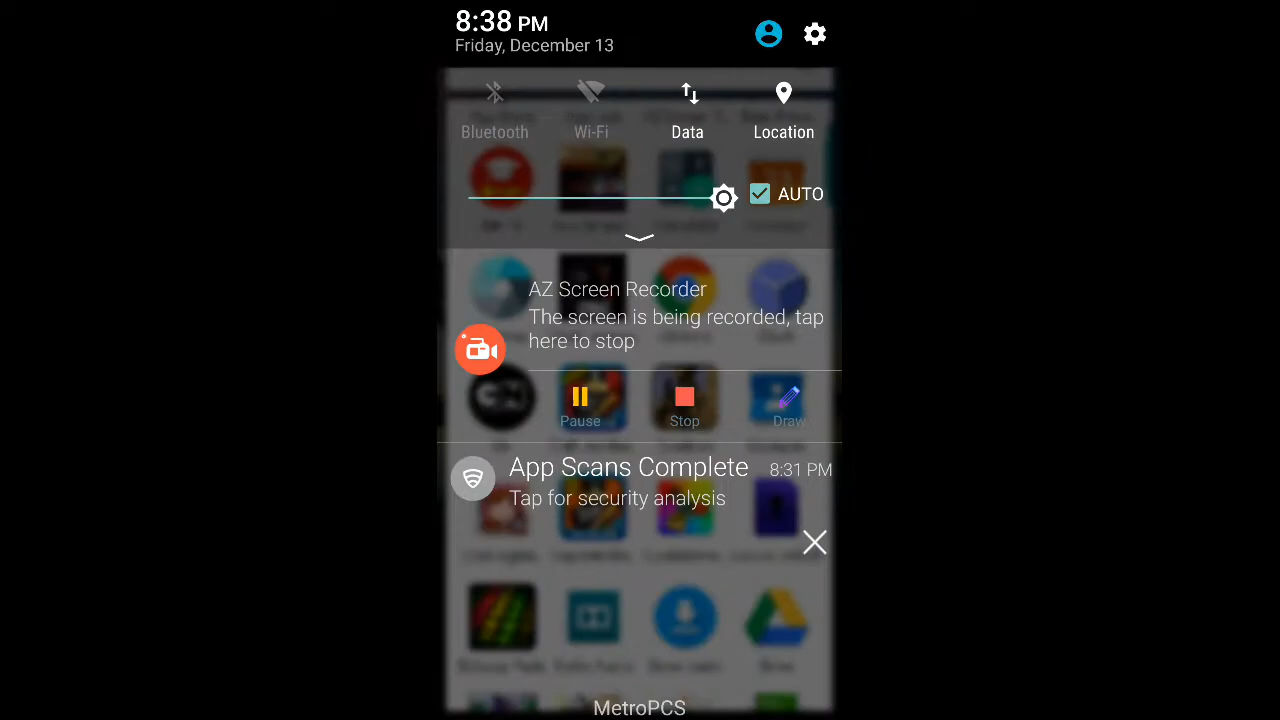 8:38 PM
Friday, December 13
Bluetooth Wi-Fi Data Location
AUTO
AZ Screen Recorder
The screen is being recorded, tap
here to stop
Pause Stop Draw
App Scans Complete 8:31 PM
Tap for security analysis
MetroPCS